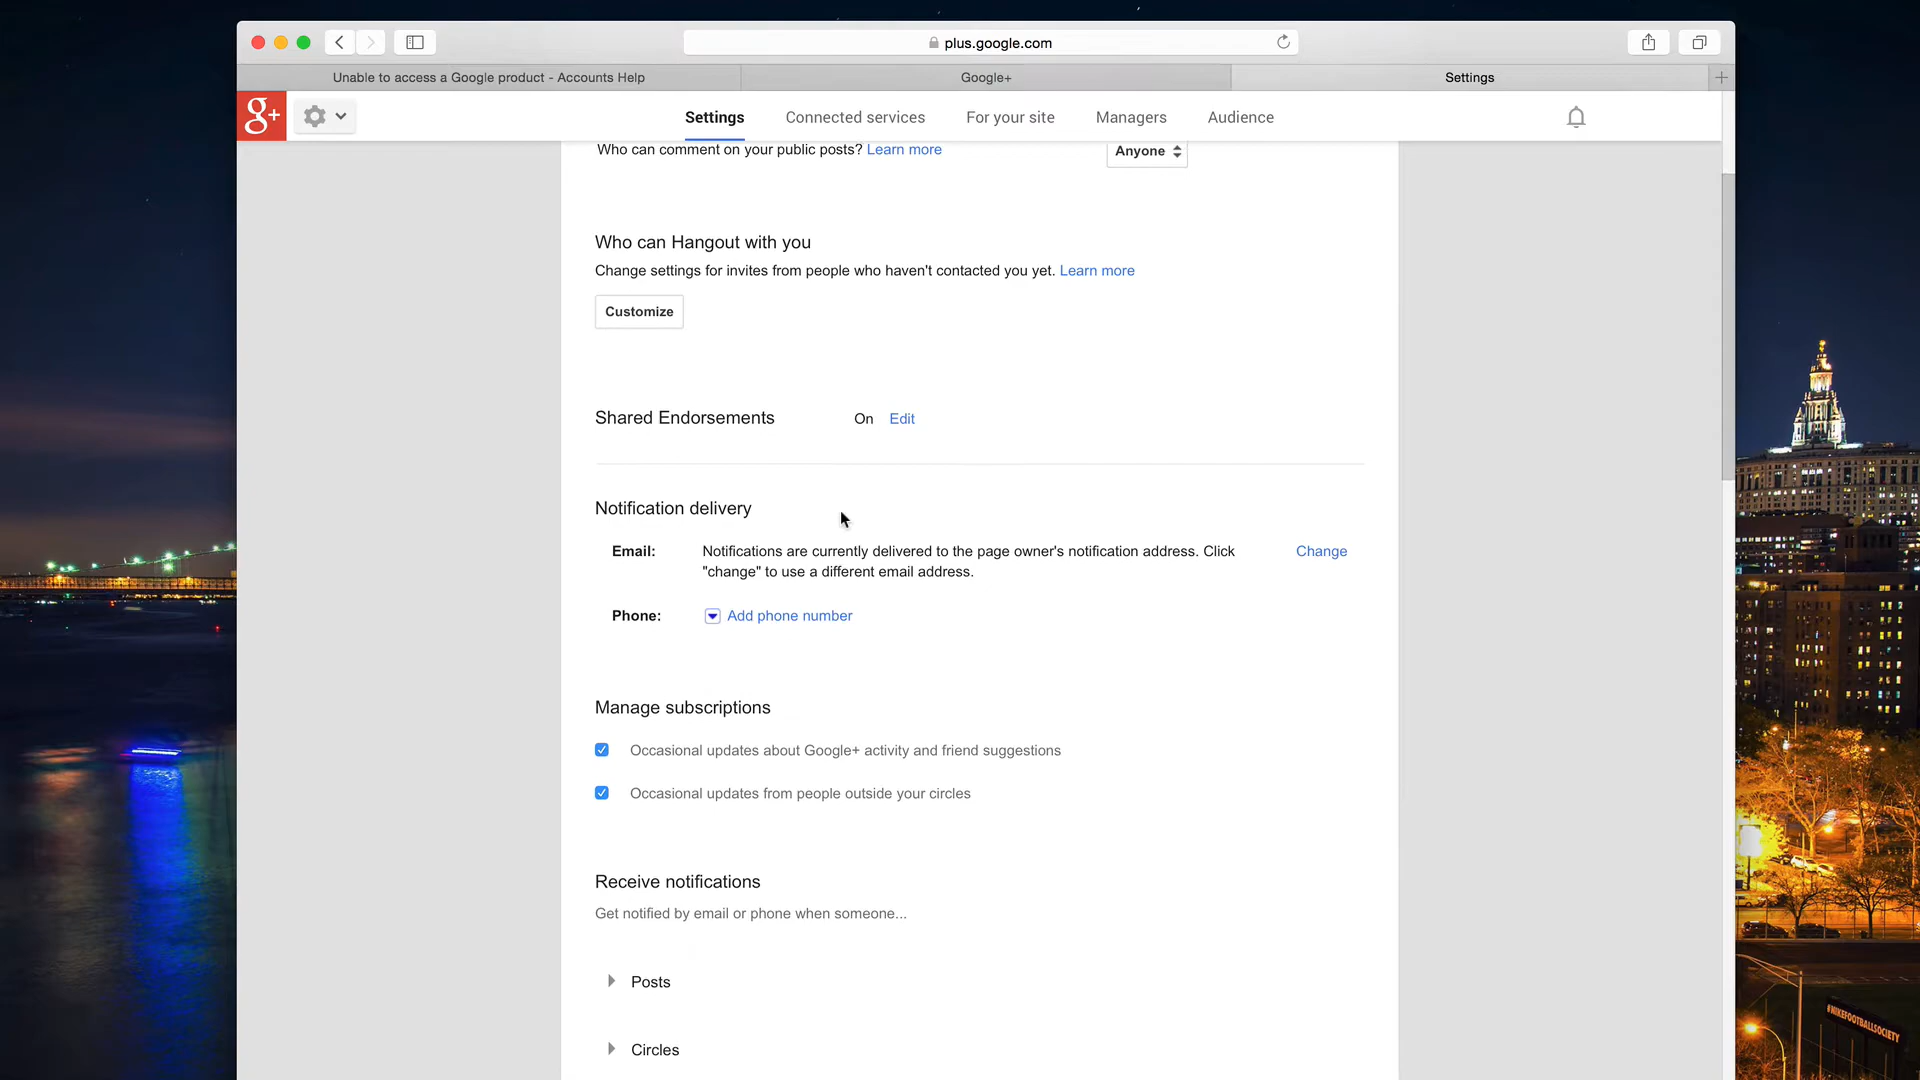 plus.google.com
Unable to access a Google product - Accounts Help
Google+
Settings
g+
Settings
Connected services
For your site
Managers
Audience
Who can comment on your public posts? Learn more
Anyone
Who can Hangout with you
Change settings for invites from people who haven't contacted you yet. Learn more
Customize
Shared Endorsements
On
Edit
Notification delivery
Email:
Notifications are currently delivered to the page owner's notification address. Click
"change" to use a different email address.
Change
Phone:
Add phone number
Manage subscriptions
Occasional updates about Google+ activity and friend suggestions
Occasional updates from people outside your circles
Receive notifications
Get notified by email or phone when someone...
Posts
Circles
#NIKEFOOTBALLSOCIETY